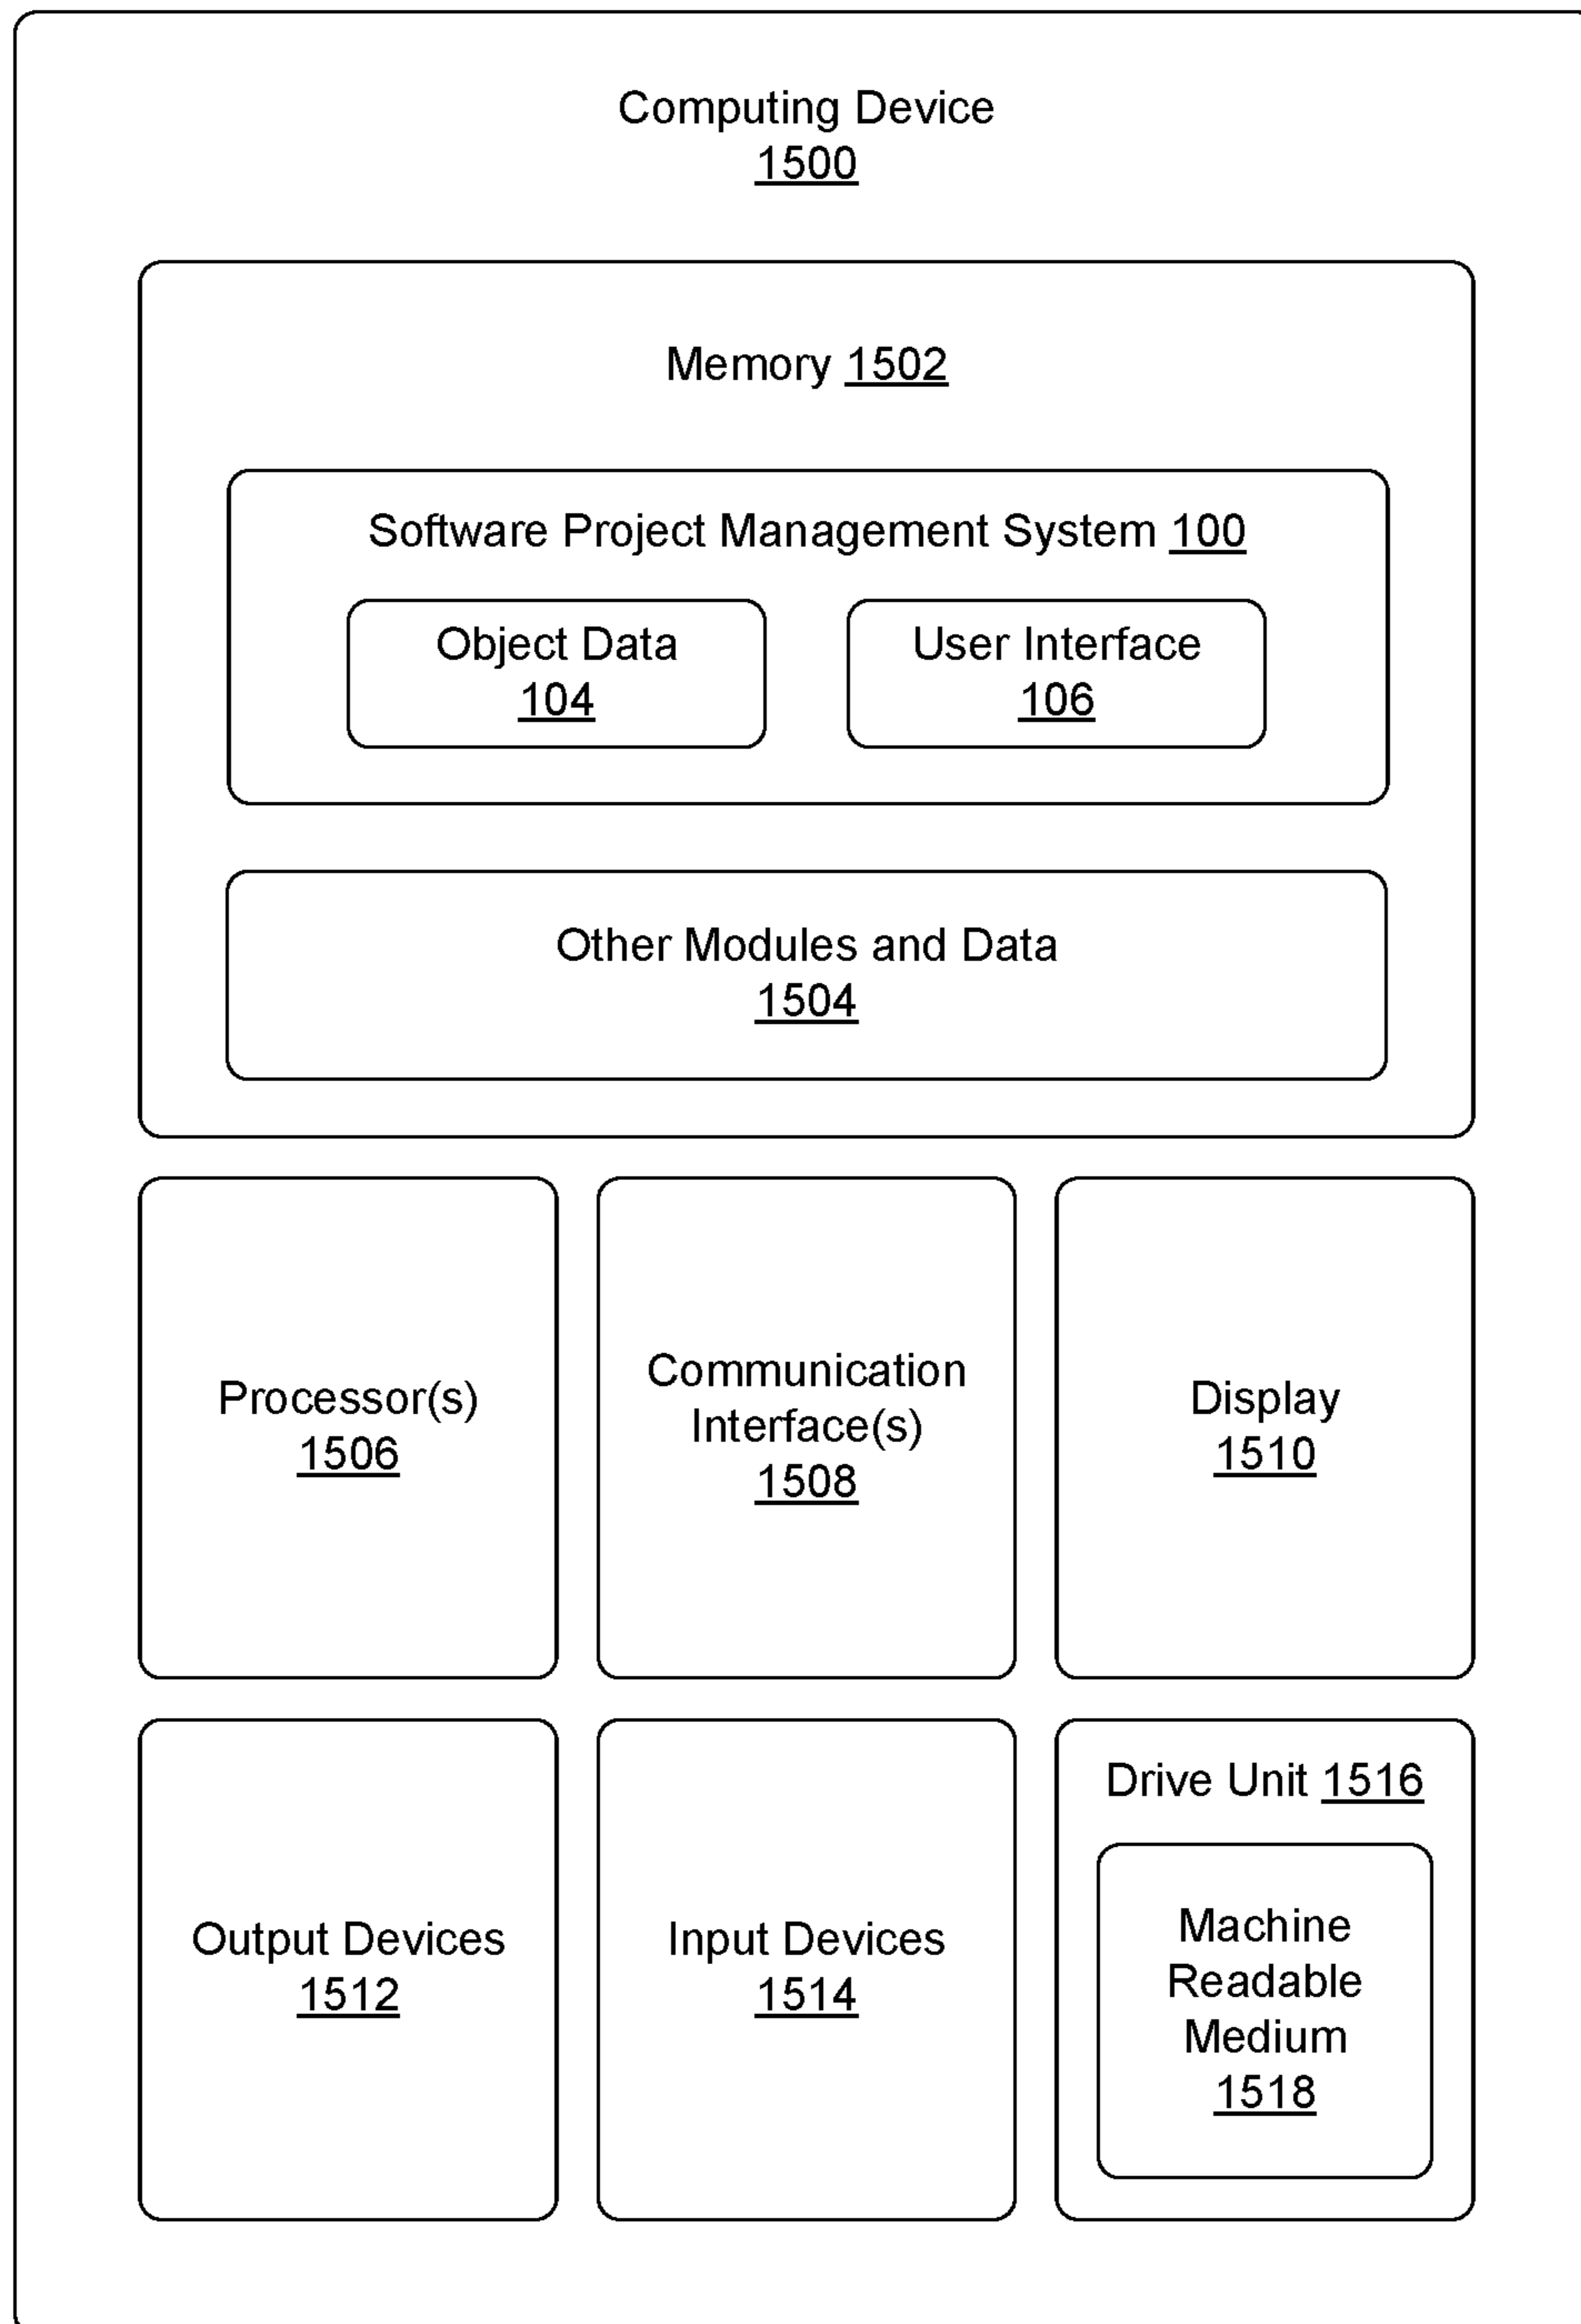 Computing Device
1500
Memory 1502
Software Project Management System 100
Object Data
104
User Interface
106
Other Modules and Data
1504
Processor(s)
1506
Communication
Interface(s)
1508
Display
1510
Output Devices
1512
Input Devices
1514
Drive Unit 1516
Machine
Readable
Medium
1518